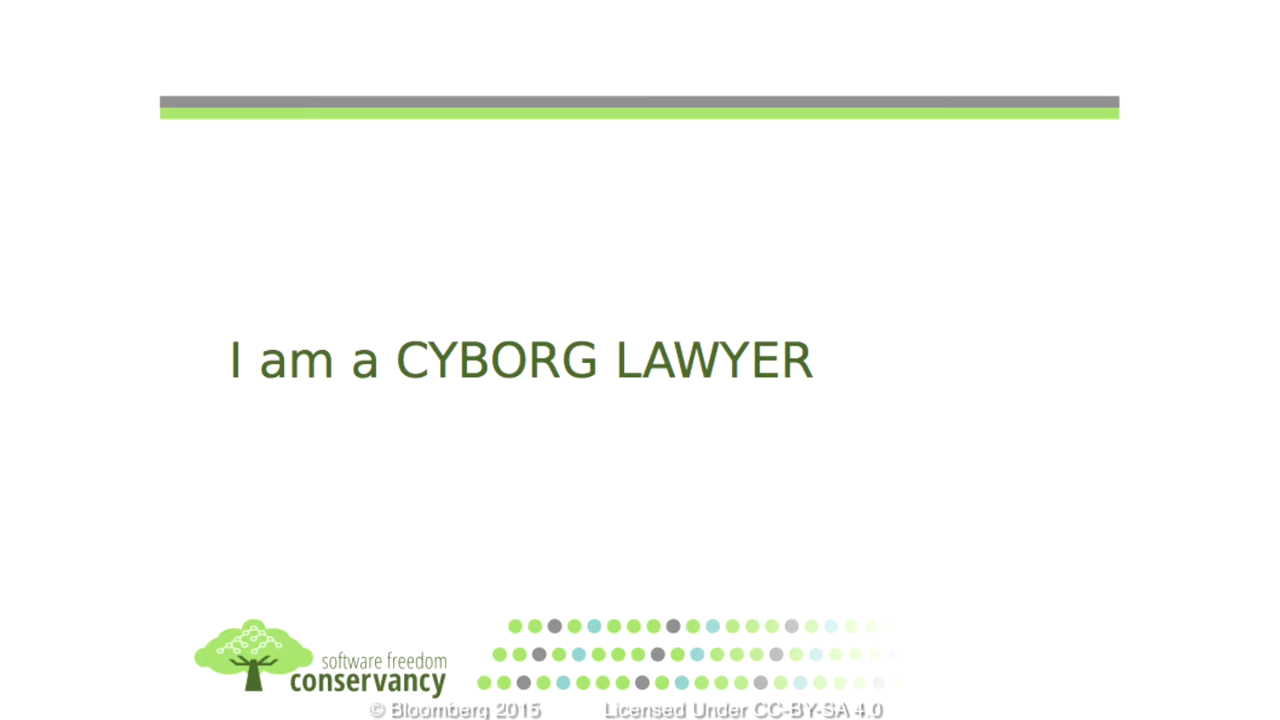 I am a CYBORG LAWYER
software freedom
conservancy
© Bloomberg 2015 Licensed Under CC-BY-SA 4.0